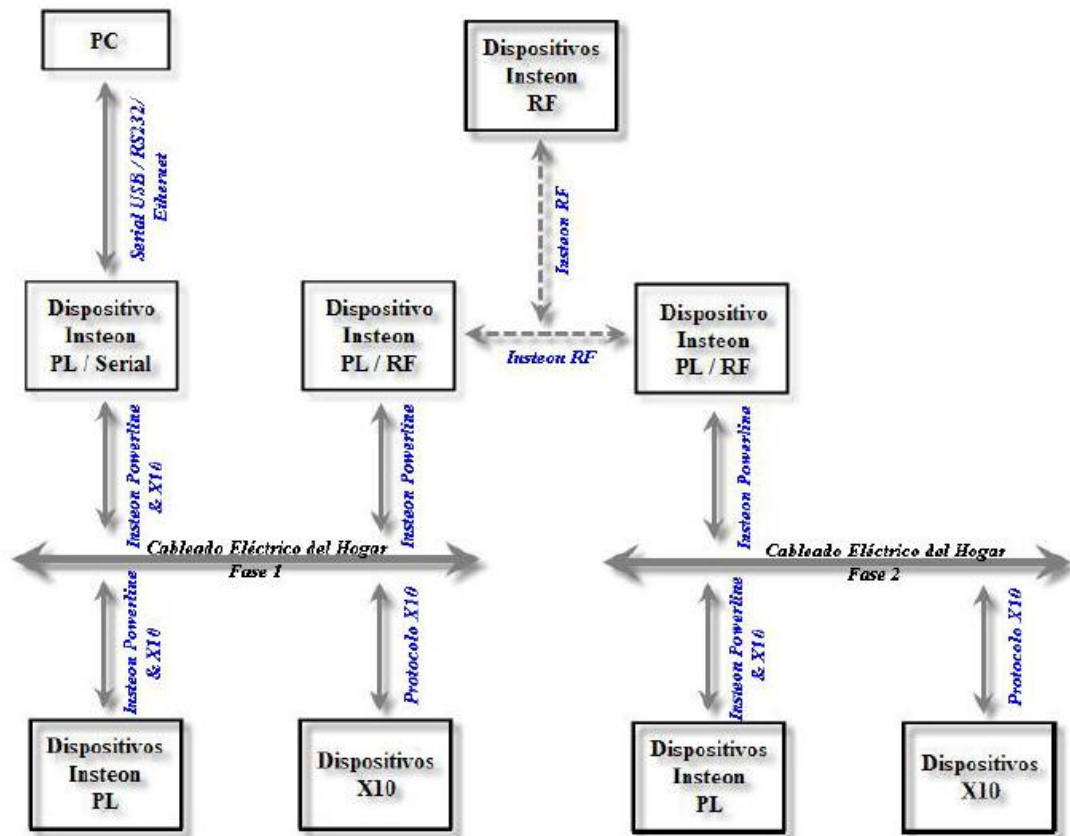 PC
Dispositivos
Insteon
RF
Serial USB / RS232/
Ethernet
Insteon RF
Dispositivo
Insteon
PL / Serial
Dispositivo
Insteon
PL / RF
Insteon RF
Dispositivo
Insteon
PL / RF
Insteon Powerline
& X10
Insteon Powerline
Insteon Powerline
Cableado Eléctrico del Hogar
Fase 1
Cableado Eléctrico del Hogar
Fase 2
Insteon Powerline
& X10
Protocolo X10
Insteon Powerline
& X10
Protocolo X10
Dispositivos
Insteon
PL
Dispositivos
X10
Dispositivos
Insteon
PL
Dispositivos
X10